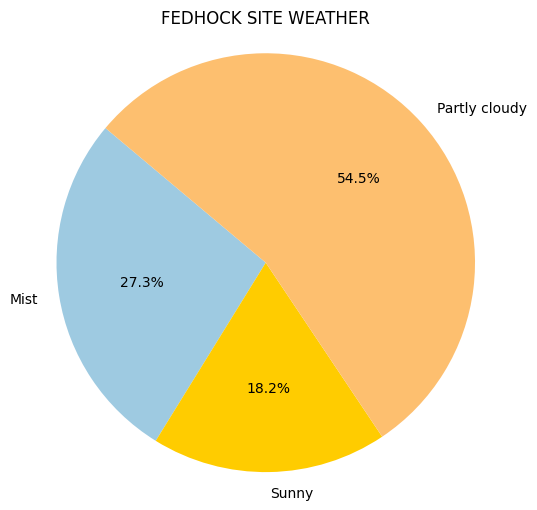 FEDHOCK SITE WEATHER
Partly cloudy
54.5%
27.3%
Mist
18.2%
Sunny